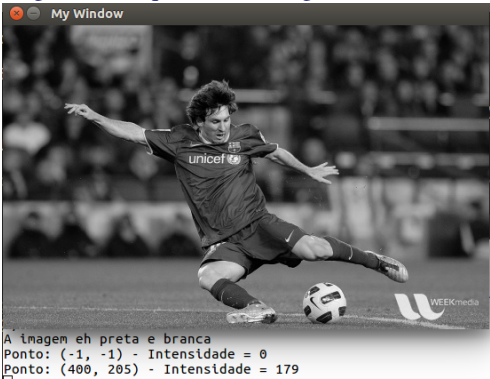 My Window
unicef
WEEKmedia
A imagem eh preta e branca
Ponto: (-1, -1) - Intensidade = 0
Ponto: (400, 205) - Intensidade = 179